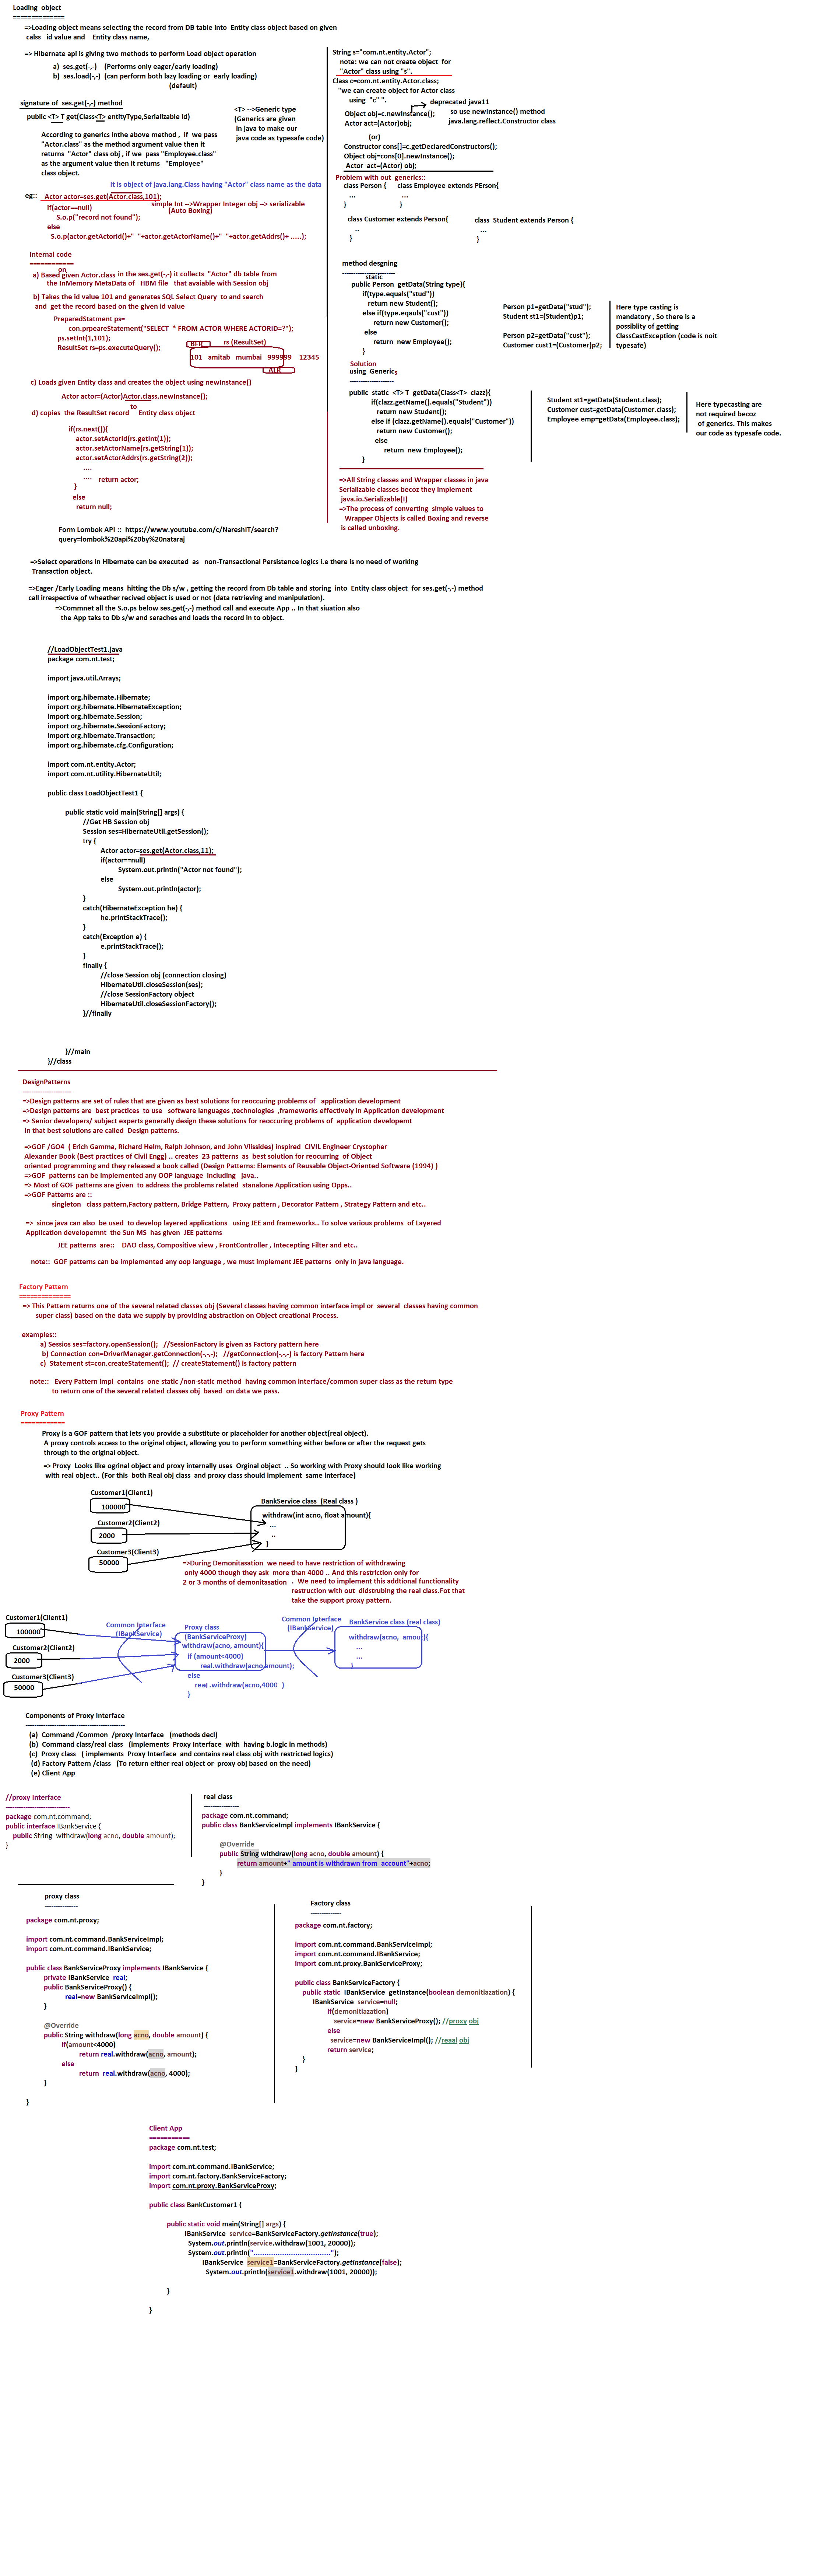 Loading  object
==============
=>Loading object means selecting the record from DB table into  Entity class object based on given
calss  id value and    Entity class name,
=> Hibernate api is giving two methods to perform Load object operation
a)  ses.get(-,-)    (Performs only eager/early loading)
b)  ses.load(-,-)  (can perform both lazy loading or  early loading)
(default)
signature of  ses.get(-,-) method
public <T> T get(Class<T> entityType,Serializable id)
<T> -->Generic type
(Generics are given
in java to make our
java code as typesafe code)
According to generics inthe above method ,  if  we pass
"Actor.class" as the method argument value then it
returns  "Actor" class obj , if we  pass "Employee.class"
as the argument value then it returns   "Employee"
class object.
It is object of java.lang.Class having "Actor" class name as the data
eg::    Actor actor=ses.get(Actor.class,101);
simple Int -->Wrapper Integer obj --> serializable
(Auto Boxing)
if(actor==null)
S.o.p("record not found");
else
S.o.p(actor.getActorId()+"  "+actor.getActorName()+"  "+actor.getAddrs()+ .....);
Internal code
============
on
a) Based given Actor.class in the ses.get(-,-) it collects  "Actor" db table from
the InMemory MetaData of   HBM file   that avaiable with Session obj
b) Takes the id value 101 and generates SQL Select Query  to and search
and  get the record based on the given id value
PreparedStatment ps=
con.prpeareStatement("SELECT  * FROM ACTOR WHERE ACTORID=?");
ps.setInt(1,101);
ResultSet rs=ps.executeQuery();
BFR
rs (ResultSet)
101   amitab   mumbai   999999    12345
ALR
c) Loads given Entity class and creates the object using newInstance()
Actor actor=(Actor)Actor.class.newInstance();
to
d) copies  the ResultSet record     Entity class object
if(rs.next()){
actor.setActorId(rs.getInt(1));
actor.setActorName(rs.getString(1));
actor.setActorAddrs(rs.getString(2));
....
....   return actor;
}
else
return null;
String s="com.nt.entity.Actor";
note: we can not create object  for
"Actor" class using "s".
Class c=com.nt.entity.Actor.class;
"we can create object for Actor class
using  "c" ".
deprecated java11
so use newInstance() method
java.lang.reflect.Constructor class
Object obj=c.newInstance();
Actor act=(Actor)obj;
(or)
Constructor cons[]=c.getDeclaredConstructors();
Object obj=cons[0].newInstance();
Actor  act=(Actor) obj;
Problem with out  generics::
class Person {
...
}
class Employee extends PErson{
...
}
class Customer extends Person{
..
}
class  Student extends Person {
...
}
method desgning
-----------------------
static
public Person  getData(String type){
if(type.equals("stud"))
return new Student();
else if(type.eqauls("cust"))
return new Customer();
else
return  new Employee();
}
Person p1=getData("stud");
Student st1=(Student)p1;
Person p2=getData("cust");
Customer cust1=(Customer)p2;
Here type casting is
mandatory , So there is a
possiblity of getting
ClassCastException (code is noit
typesafe)
Solution
using  Generics
--------------------
public  static  <T> T  getData(Class<T>  clazz){
if(clazz.getName().equals("Student"))
return new Student();
else if (clazz.getName().equals("Customer"))
return new Customer();
else
return  new Employee();
}
Student st1=getData(Student.class);
Customer cust=getData(Customer.class);
Employee emp=getData(Employee.class);
Here typecasting are
not required becoz
of generics. This makes
our code as typesafe code.
=>All String classes and Wrapper classes in java
Serializable classes becoz they implement
java.io.Serializable(I)
=>The process of converting  simple values to
Wrapper Objects is called Boxing and reverse
is called unboxing.
Form Lombok API ::  https://www.youtube.com/c/NareshIT/search?
query=lombok%20api%20by%20nataraj
=>Select operations in Hibernate can be executed  as   non-Transactional Persistence logics i.e there is no need of working
Transaction object.
=>Eager /Early Loading means  hitting the Db s/w , getting the record from Db table and storing  into  Entity class object  for ses.get(-,-) method
call irrespective of wheather recived object is used or not (data retrieving and manipulation).
=>Commnet all the S.o.ps below ses.get(-,-) method call and execute App .. In that siuation also
the App taks to Db s/w and seraches and loads the record in to object.
//LoadObjectTest1.java
package com.nt.test;
import java.util.Arrays;
import org.hibernate.Hibernate;
import org.hibernate.HibernateException;
import org.hibernate.Session;
import org.hibernate.SessionFactory;
import org.hibernate.Transaction;
import org.hibernate.cfg.Configuration;
import com.nt.entity.Actor;
import com.nt.utility.HibernateUtil;
public class LoadObjectTest1 {
public static void main(String[] args) {
//Get HB Session obj
Session ses=HibernateUtil.getSession();
try {
Actor actor=ses.get(Actor.class,11);
if(actor==null)
System.out.println("Actor not found");
else
System.out.println(actor);
}
catch(HibernateException he) {
he.printStackTrace();
}
catch(Exception e) {
e.printStackTrace();
}
finally {
//close Session obj (connection closing)
HibernateUtil.closeSession(ses);
//close SessionFactory object
HibernateUtil.closeSessionFactory();
}//finally
}//main
}//class
DesignPatterns
---------------------
=>Design patterns are set of rules that are given as best solutions for reoccuring problems of   application development
=>Design patterns are  best practices  to use   software languages ,technologies  ,frameworks effectively in Application development
=> Senior developers/ subject experts generally design these solutions for reoccuring problems of  application developemt
In that best solutions are called  Design patterns.
=>GOF /GO4  ( Erich Gamma, Richard Helm, Ralph Johnson, and John Vlissides) inspired  CIVIL Engineer Crystopher
Alexander Book (Best practices of Civil Engg) .. creates  23 patterns  as  best solution for reocurring  of Object
oriented programming and they released a book called (Design Patterns: Elements of Reusable Object-Oriented Software (1994) )
=>GOF  patterns can be implemented any OOP language  including   java..
=> Most of GOF patterns are given  to address the problems related  stanalone Application using Opps..
=>GOF Patterns are ::
singleton   class pattern,Factory pattern, Bridge Pattern,  Proxy pattern , Decorator Pattern , Strategy Pattern and etc..
=>  since java can also  be used  to develop layered applications   using JEE and frameworks.. To solve various problems  of Layered
Application developemnt  the Sun MS  has given  JEE patterns
JEE patterns  are::    DAO class, Compositive view , FrontController , Intecepting Filter and etc..
note::  GOF patterns can be implemented any oop language , we must implement JEE patterns  only in java language.
Factory Pattern
==============
=> This Pattern returns one of the several related classes obj (Several classes having common interface impl or  several  classes having common
super class) based on the data we supply by providing abstraction on Object creational Process.
examples::
a) Sessios ses=factory.openSession();   //SessionFactory is given as Factory pattern here
b) Connection con=DriverManager.getConnection(-,-,-);   //getConnection(-,-,-) is factory Pattern here
c)  Statement st=con.createStatement();  // createStatement() is factory pattern
note::   Every Pattern impl  contains  one static /non-static method  having common interface/common super class as the return type
to return one of the several related classes obj  based  on data we pass.
Proxy Pattern
============
Proxy is a GOF pattern that lets you provide a substitute or placeholder for another object(real object).
A proxy controls access to the original object, allowing you to perform something either before or after the request gets
through to the original object.
=> Proxy  Looks like ogrinal object and proxy internally uses  Orginal object  .. So working with Proxy should look like working
with real object.. (For this  both Real obj class  and proxy class should implement  same interface)
Customer1(Client1)
100000
Customer2(Client2)
2000
Customer3(Client3)
50000
BankService class  (Real class )
withdraw(int acno, float amount){
...
..
}
=>During Demonitasation  we need to have restriction of withdrawing
only 4000 though they ask  more than 4000 .. And this restriction only for
2 or 3 months of demonitasation  .  We need to implement this addtional functionality
restruction with out  didstrubing the real class.Fot that
take the support proxy pattern.
Customer1(Client1)
100000
Customer2(Client2)
2000
Customer3(Client3)
50000
Common Interface
(IBankService)
Proxy class
(BankServiceProxy)
withdraw(acno, amount){
if (amount<4000)
real.withdraw(acno,amount);
else
real .withdraw(acno,4000  )
}
Common Interface
(IBankService)
BankService class (real class)
withdraw(acno,  amout){
...
...
}
Components of Proxy Interface
---------------------------------------------
(a)  Command /Common  /proxy Interface   (methods decl)
(b)  Command class/real class   (implements  Proxy Interface  with  having b.logic in methods)
(c)  Proxy class   ( implements  Proxy Interface  and contains real class obj with restricted logics)
(d) Factory Pattern /class   (To return either real object or  proxy obj based on the need)
(e) Client App
//proxy Interface
-----------------------------
package com.nt.command;
public interface IBankService {
public String  withdraw(long acno, double amount);
}
real class
----------------
package com.nt.command;
public class BankServiceImpl implements IBankService {
@Override
public String withdraw(long acno, double amount) {
return amount+" amount is withdrawn from  account"+acno;
}
}
proxy class
---------------
package com.nt.proxy;
import com.nt.command.BankServiceImpl;
import com.nt.command.IBankService;
public class BankServiceProxy implements IBankService {
private IBankService  real;
public BankServiceProxy() {
real=new BankServiceImpl();
}
@Override
public String withdraw(long acno, double amount) {
if(amount<4000)
return real.withdraw(acno, amount);
else
return  real.withdraw(acno, 4000);
}
}
Factory class
--------------
package com.nt.factory;
import com.nt.command.BankServiceImpl;
import com.nt.command.IBankService;
import com.nt.proxy.BankServiceProxy;
public class BankServiceFactory {
public static  IBankService  getInstance(boolean demonitiazation) {
IBankService  service=null;
if(demonitiazation)
service=new BankServiceProxy(); //proxy obj
else
service=new BankServiceImpl(); //reaal obj
return service;
}
}
Client App
===========
package com.nt.test;
import com.nt.command.IBankService;
import com.nt.factory.BankServiceFactory;
import com.nt.proxy.BankServiceProxy;
public class BankCustomer1 {
public static void main(String[] args) {
IBankService  service=BankServiceFactory.getInstance(true);
System.out.println(service.withdraw(1001, 20000));
System.out.println("...................................");
IBankService  service1=BankServiceFactory.getInstance(false);
System.out.println(service1.withdraw(1001, 20000));
}
}